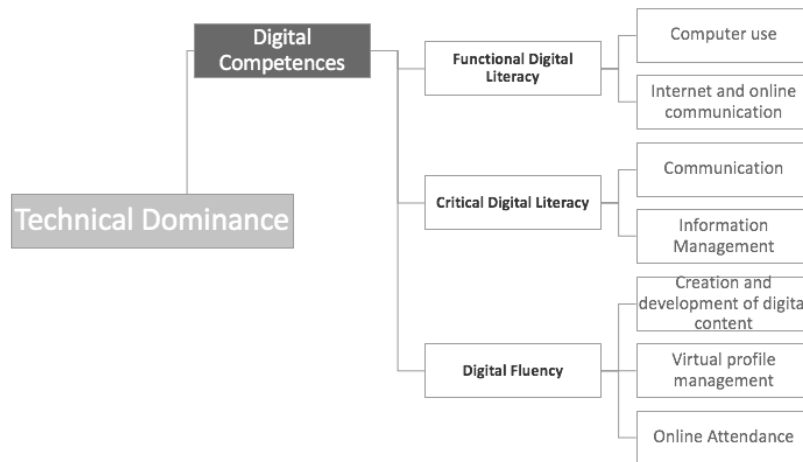 Digital
Competences
Technical Dominance
Functional Digital
Literacy
Computer use
Internet and online
communication
Critical Digital Literacy
Communication
Information
Management
Digital Fluency
Creation and
development of digital
content
Virtual profile
management
Online Attendance